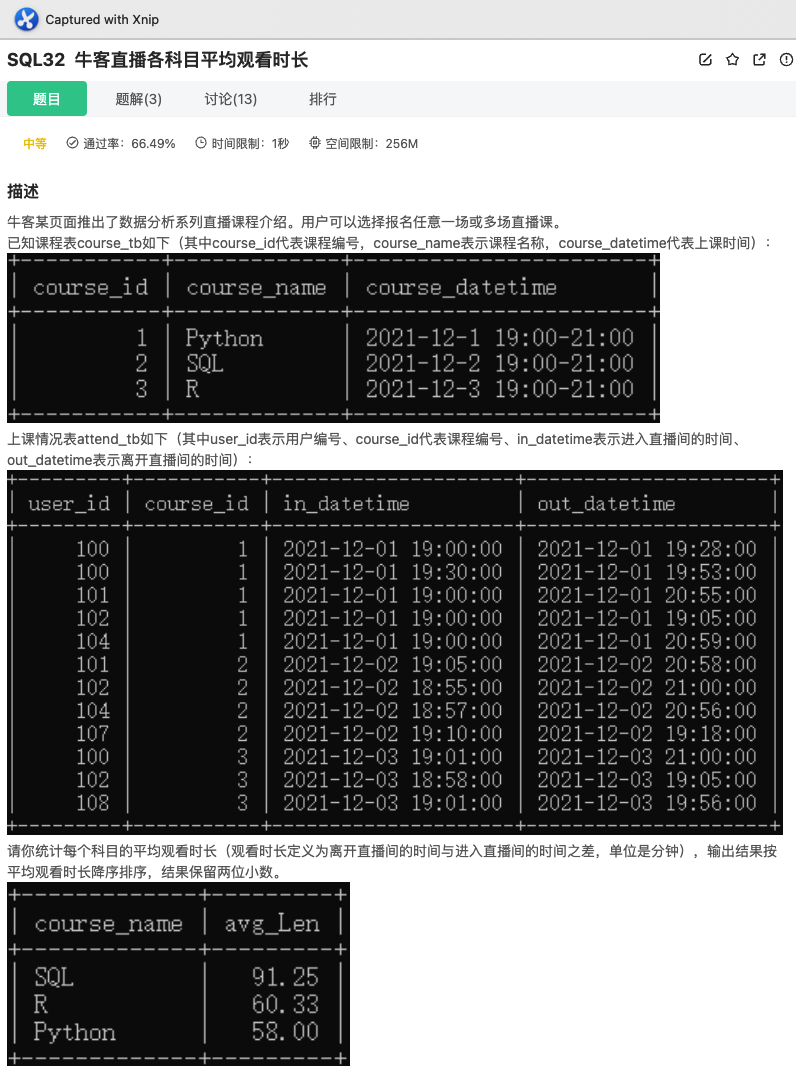 Captured with Xnip
SQL32 牛客直播各科目平均观看时长
题目 题解(3) 讨论(13) 排行
中等 通过率：66.49% 时间限制：1秒 空间限制：256M
描述
牛客某页面推出了数据分析系列直播课程介绍。用户可以选择报名任意一场或多场直播课。
已知课程表course_tb如下（其中course_id代表课程编号，course_name表示课程名称，course_datetime代表上课时间）：
course_id | course_name | course_datetime
1 | Python | 2021-12-1 19:00-21:00
2 | SQL | 2021-12-2 19:00-21:00
3 | R | 2021-12-3 19:00-21:00
上课情况表attend_tb如下（其中user_id表示用户编号、course_id代表课程编号、in_datetime表示进入直播间的时间、
out_datetime表示离开直播间的时间）：
user_id | course_id | in_datetime | out_datetime
100 | 1 | 2021-12-01 19:00:00 | 2021-12-01 19:28:00
100 | 1 | 2021-12-01 19:30:00 | 2021-12-01 19:53:00
101 | 1 | 2021-12-01 19:00:00 | 2021-12-01 20:55:00
102 | 1 | 2021-12-01 19:00:00 | 2021-12-01 19:05:00
104 | 1 | 2021-12-01 19:00:00 | 2021-12-01 20:59:00
101 | 2 | 2021-12-02 19:05:00 | 2021-12-02 20:58:00
102 | 2 | 2021-12-02 18:55:00 | 2021-12-02 21:00:00
104 | 2 | 2021-12-02 18:57:00 | 2021-12-02 20:56:00
107 | 2 | 2021-12-02 19:10:00 | 2021-12-02 19:18:00
100 | 3 | 2021-12-03 19:01:00 | 2021-12-03 21:00:00
102 | 3 | 2021-12-03 18:58:00 | 2021-12-03 19:05:00
108 | 3 | 2021-12-03 19:01:00 | 2021-12-03 19:56:00
请你统计每个科目的平均观看时长（观看时长定义为离开直播间的时间与进入直播间的时间之差，单位是分钟），输出结果按
平均观看时长降序排序，结果保留两位小数。
course_name | avg_Len
SQL | 91.25
R | 60.33
Python | 58.00